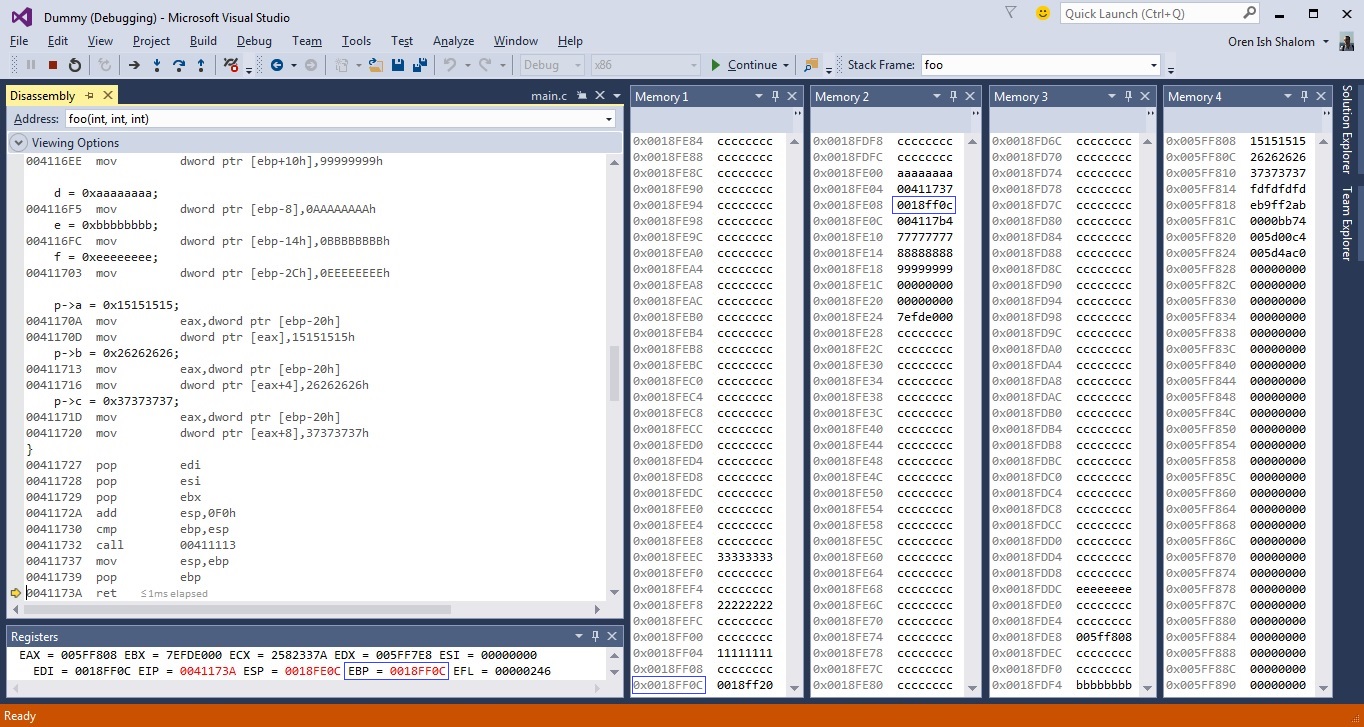 Dummy (Debugging) - Microsoft Visual Studio
Quick Launch (Ctrl+Q)
File Edit View Project Build Debug Team Tools Test Analyze Window Help
Oren Ish Shalom
Debug x86 Continue Stack Frame: foo
Disassembly
main.c
Address: foo(int, int, int)
Viewing Options
004116EE mov dword ptr [ebp+10h],99999999h
d = 0xaaaaaaaa;
004116F5 mov dword ptr [ebp-8],0AAAAAAAAh
e = 0xbbbbbbbb;
004116FC mov dword ptr [ebp-14h],0BBBBBBBBh
f = 0xeeeeeeee;
00411703 mov dword ptr [ebp-2Ch],0EEEEEEEEh
p->a = 0x15151515;
0041170A mov eax,dword ptr [ebp-20h]
0041170D mov dword ptr [eax],15151515h
p->b = 0x26262626;
00411713 mov eax,dword ptr [ebp-20h]
00411716 mov dword ptr [eax+4],26262626h
p->c = 0x37373737;
0041171D mov eax,dword ptr [ebp-20h]
00411720 mov dword ptr [eax+8],37373737h
}
00411727 pop edi
00411728 pop esi
00411729 pop ebx
0041172A add esp,0F0h
00411730 cmp ebp,esp
00411732 call 00411113
00411737 mov esp,ebp
00411739 pop ebp
0041173A ret ≤1ms elapsed
Registers
EAX = 005FF808 EBX = 7EFDE000 ECX = 2582337A EDX = 005FF7E8 ESI = 00000000
EDI = 0018FF0C EIP = 0041173A ESP = 0018FE0C EBP = 0018FF0C EFL = 00000246
Memory 1
0x0018FE84 cccccccc
0x0018FE88 cccccccc
0x0018FE8C cccccccc
0x0018FE90 cccccccc
0x0018FE94 cccccccc
0x0018FE98 cccccccc
0x0018FE9C cccccccc
0x0018FEA0 cccccccc
0x0018FEA4 cccccccc
0x0018FEA8 cccccccc
0x0018FEAC cccccccc
0x0018FEB0 cccccccc
0x0018FEB4 cccccccc
0x0018FEB8 cccccccc
0x0018FEBC cccccccc
0x0018FEC0 cccccccc
0x0018FEC4 cccccccc
0x0018FEC8 cccccccc
0x0018FECC cccccccc
0x0018FED0 cccccccc
0x0018FED4 cccccccc
0x0018FED8 cccccccc
0x0018FEDC cccccccc
0x0018FEE0 cccccccc
0x0018FEE4 cccccccc
0x0018FEE8 cccccccc
0x0018FEEC 33333333
0x0018FEF0 cccccccc
0x0018FEF4 cccccccc
0x0018FEF8 22222222
0x0018FEFC cccccccc
0x0018FF00 cccccccc
0x0018FF04 11111111
0x0018FF08 cccccccc
0x0018FF0C 0018ff20
Memory 2
0x0018FDF8 cccccccc
0x0018FDFC cccccccc
0x0018FE00 aaaaaaaa
0x0018FE04 00411737
0x0018FE08 0018ff0c
0x0018FE0C 004117b4
0x0018FE10 77777777
0x0018FE14 88888888
0x0018FE18 99999999
0x0018FE1C 00000000
0x0018FE20 00000000
0x0018FE24 7efde000
0x0018FE28 cccccccc
0x0018FE2C cccccccc
0x0018FE30 cccccccc
0x0018FE34 cccccccc
0x0018FE38 cccccccc
0x0018FE3C cccccccc
0x0018FE40 cccccccc
0x0018FE44 cccccccc
0x0018FE48 cccccccc
0x0018FE4C cccccccc
0x0018FE50 cccccccc
0x0018FE54 cccccccc
0x0018FE58 cccccccc
0x0018FE5C cccccccc
0x0018FE60 cccccccc
0x0018FE64 cccccccc
0x0018FE68 cccccccc
0x0018FE6C cccccccc
0x0018FE70 cccccccc
0x0018FE74 cccccccc
0x0018FE78 cccccccc
0x0018FE7C cccccccc
0x0018FE80 cccccccc
Memory 3
0x0018FD6C cccccccc
0x0018FD70 cccccccc
0x0018FD74 cccccccc
0x0018FD78 cccccccc
0x0018FD7C cccccccc
0x0018FD80 cccccccc
0x0018FD84 cccccccc
0x0018FD88 cccccccc
0x0018FD8C cccccccc
0x0018FD90 cccccccc
0x0018FD94 cccccccc
0x0018FD98 cccccccc
0x0018FD9C cccccccc
0x0018FDA0 cccccccc
0x0018FDA4 cccccccc
0x0018FDA8 cccccccc
0x0018FDAC cccccccc
0x0018FDB0 cccccccc
0x0018FDB4 cccccccc
0x0018FDB8 cccccccc
0x0018FDBC cccccccc
0x0018FDC0 cccccccc
0x0018FDC4 cccccccc
0x0018FDC8 cccccccc
0x0018FDCC cccccccc
0x0018FDD0 cccccccc
0x0018FDD4 cccccccc
0x0018FDD8 cccccccc
0x0018FDDC eeeeeeee
0x0018FDE0 cccccccc
0x0018FDE4 cccccccc
0x0018FDE8 005ff808
0x0018FDEC cccccccc
0x0018FDF0 cccccccc
0x0018FDF4 bbbbbbbb
Memory 4
0x005FF808 15151515
0x005FF80C 26262626
0x005FF810 37373737
0x005FF814 fdfdfdfd
0x005FF818 eb9ff2ab
0x005FF81C 0000bb74
0x005FF820 005d00c4
0x005FF824 005d4ac0
0x005FF828 00000000
0x005FF82C 00000000
0x005FF830 00000000
0x005FF834 00000000
0x005FF838 00000000
0x005FF83C 00000000
0x005FF840 00000000
0x005FF844 00000000
0x005FF848 00000000
0x005FF84C 00000000
0x005FF850 00000000
0x005FF854 00000000
0x005FF858 00000000
0x005FF85C 00000000
0x005FF860 00000000
0x005FF864 00000000
0x005FF868 00000000
0x005FF86C 00000000
0x005FF870 00000000
0x005FF874 00000000
0x005FF878 00000000
0x005FF87C 00000000
0x005FF880 00000000
0x005FF884 00000000
0x005FF888 00000000
0x005FF88C 00000000
0x005FF890 00000000
Solution Explorer
Team Explorer
Ready